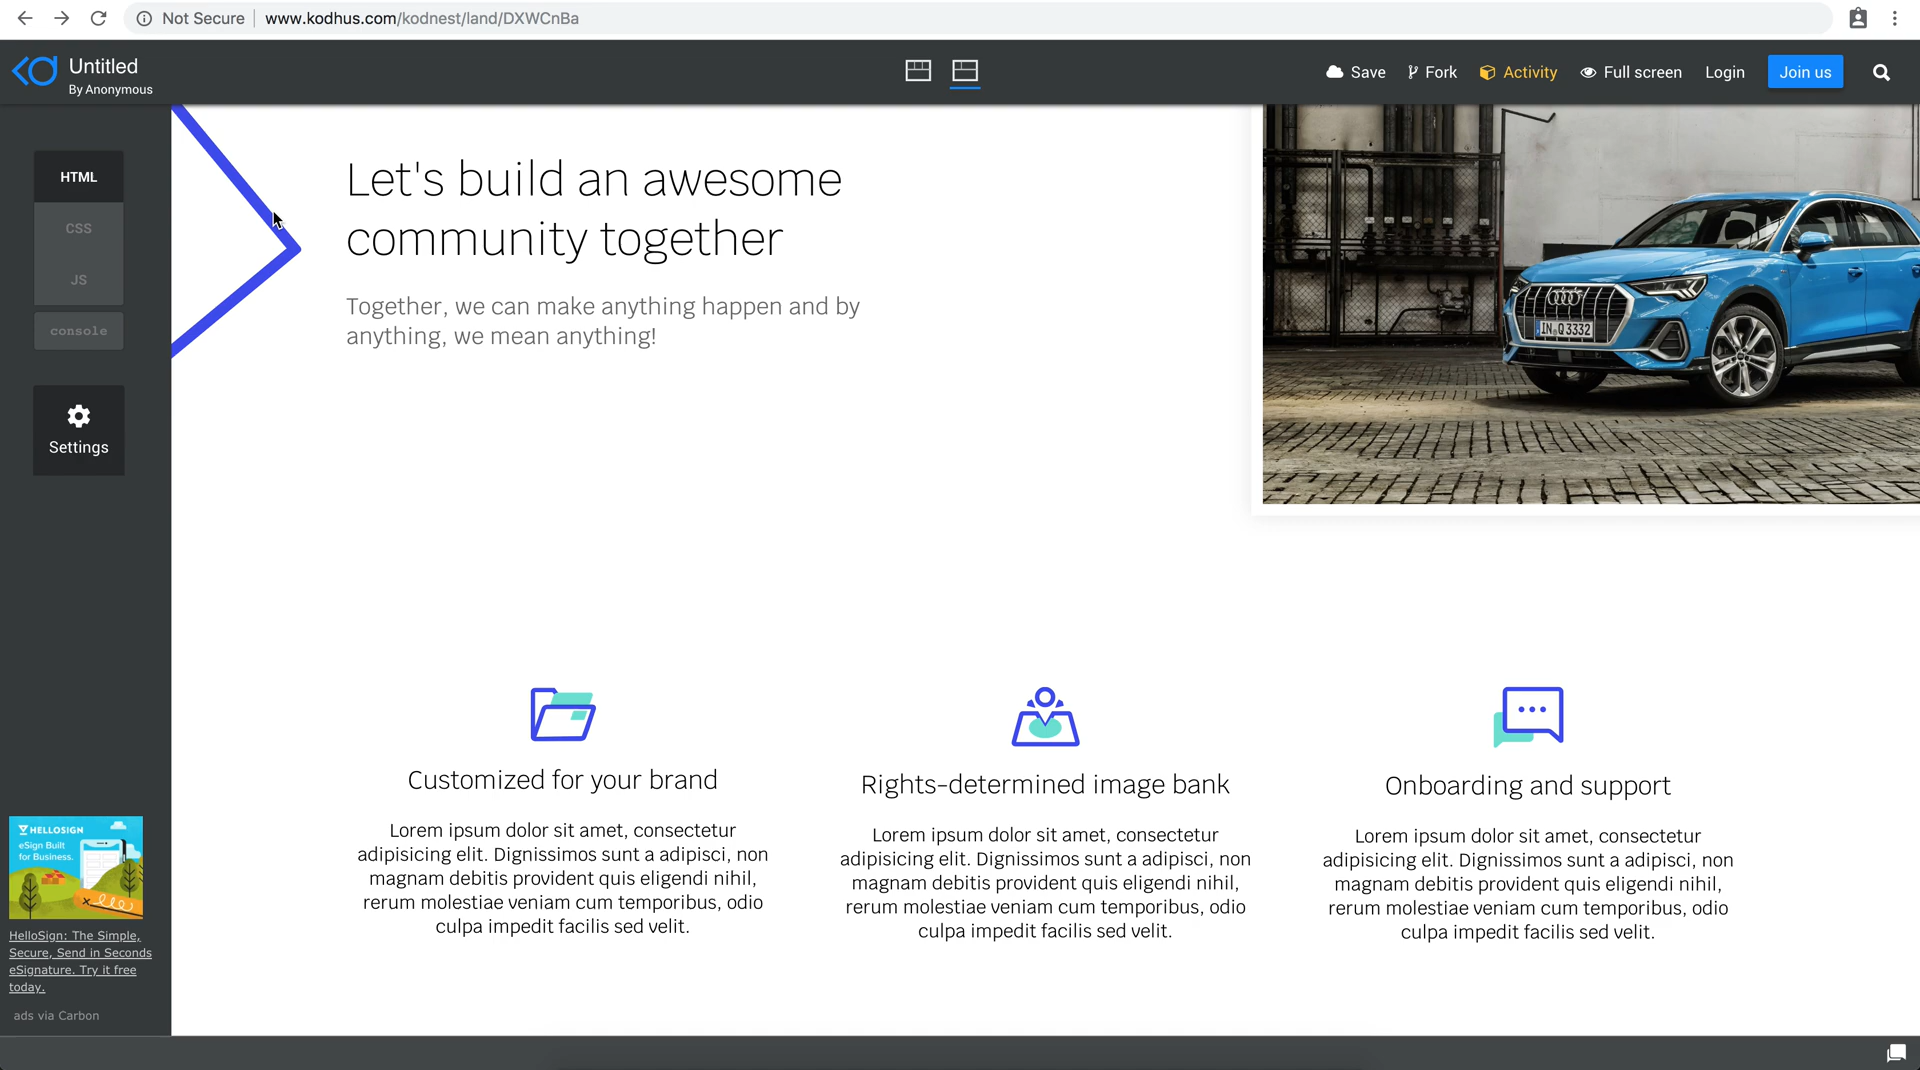 Not Secure
www.kodhus.com/kodnest/land/DXWCnBa
Untitled
By Anonymous
Save
Fork
Activity
Full screen
Login
Join us
HTML
CSS
JS
console
Settings
Let's build an awesome
community together
Together, we can make anything happen and by
anything, we mean anything!
IN Q 3332
Customized for your brand
Lorem ipsum dolor sit amet, consectetur
adipisicing elit. Dignissimos sunt a adipisci, non
magnam debitis provident quis eligendi nihil,
rerum molestiae veniam cum temporibus, odio
culpa impedit facilis sed velit.
Rights-determined image bank
Lorem ipsum dolor sit amet, consectetur
adipisicing elit. Dignissimos sunt a adipisci, non
magnam debitis provident quis eligendi nihil,
rerum molestiae veniam cum temporibus, odio
culpa impedit facilis sed velit.
Onboarding and support
Lorem ipsum dolor sit amet, consectetur
adipisicing elit. Dignissimos sunt a adipisci, non
magnam debitis provident quis eligendi nihil,
rerum molestiae veniam cum temporibus, odio
culpa impedit facilis sed velit.
HELLOSIGN
eSign Built
for Business.
HelloSign: The Simple,
Secure, Send in Seconds
eSignature. Try it free
today.
ads via Carbon